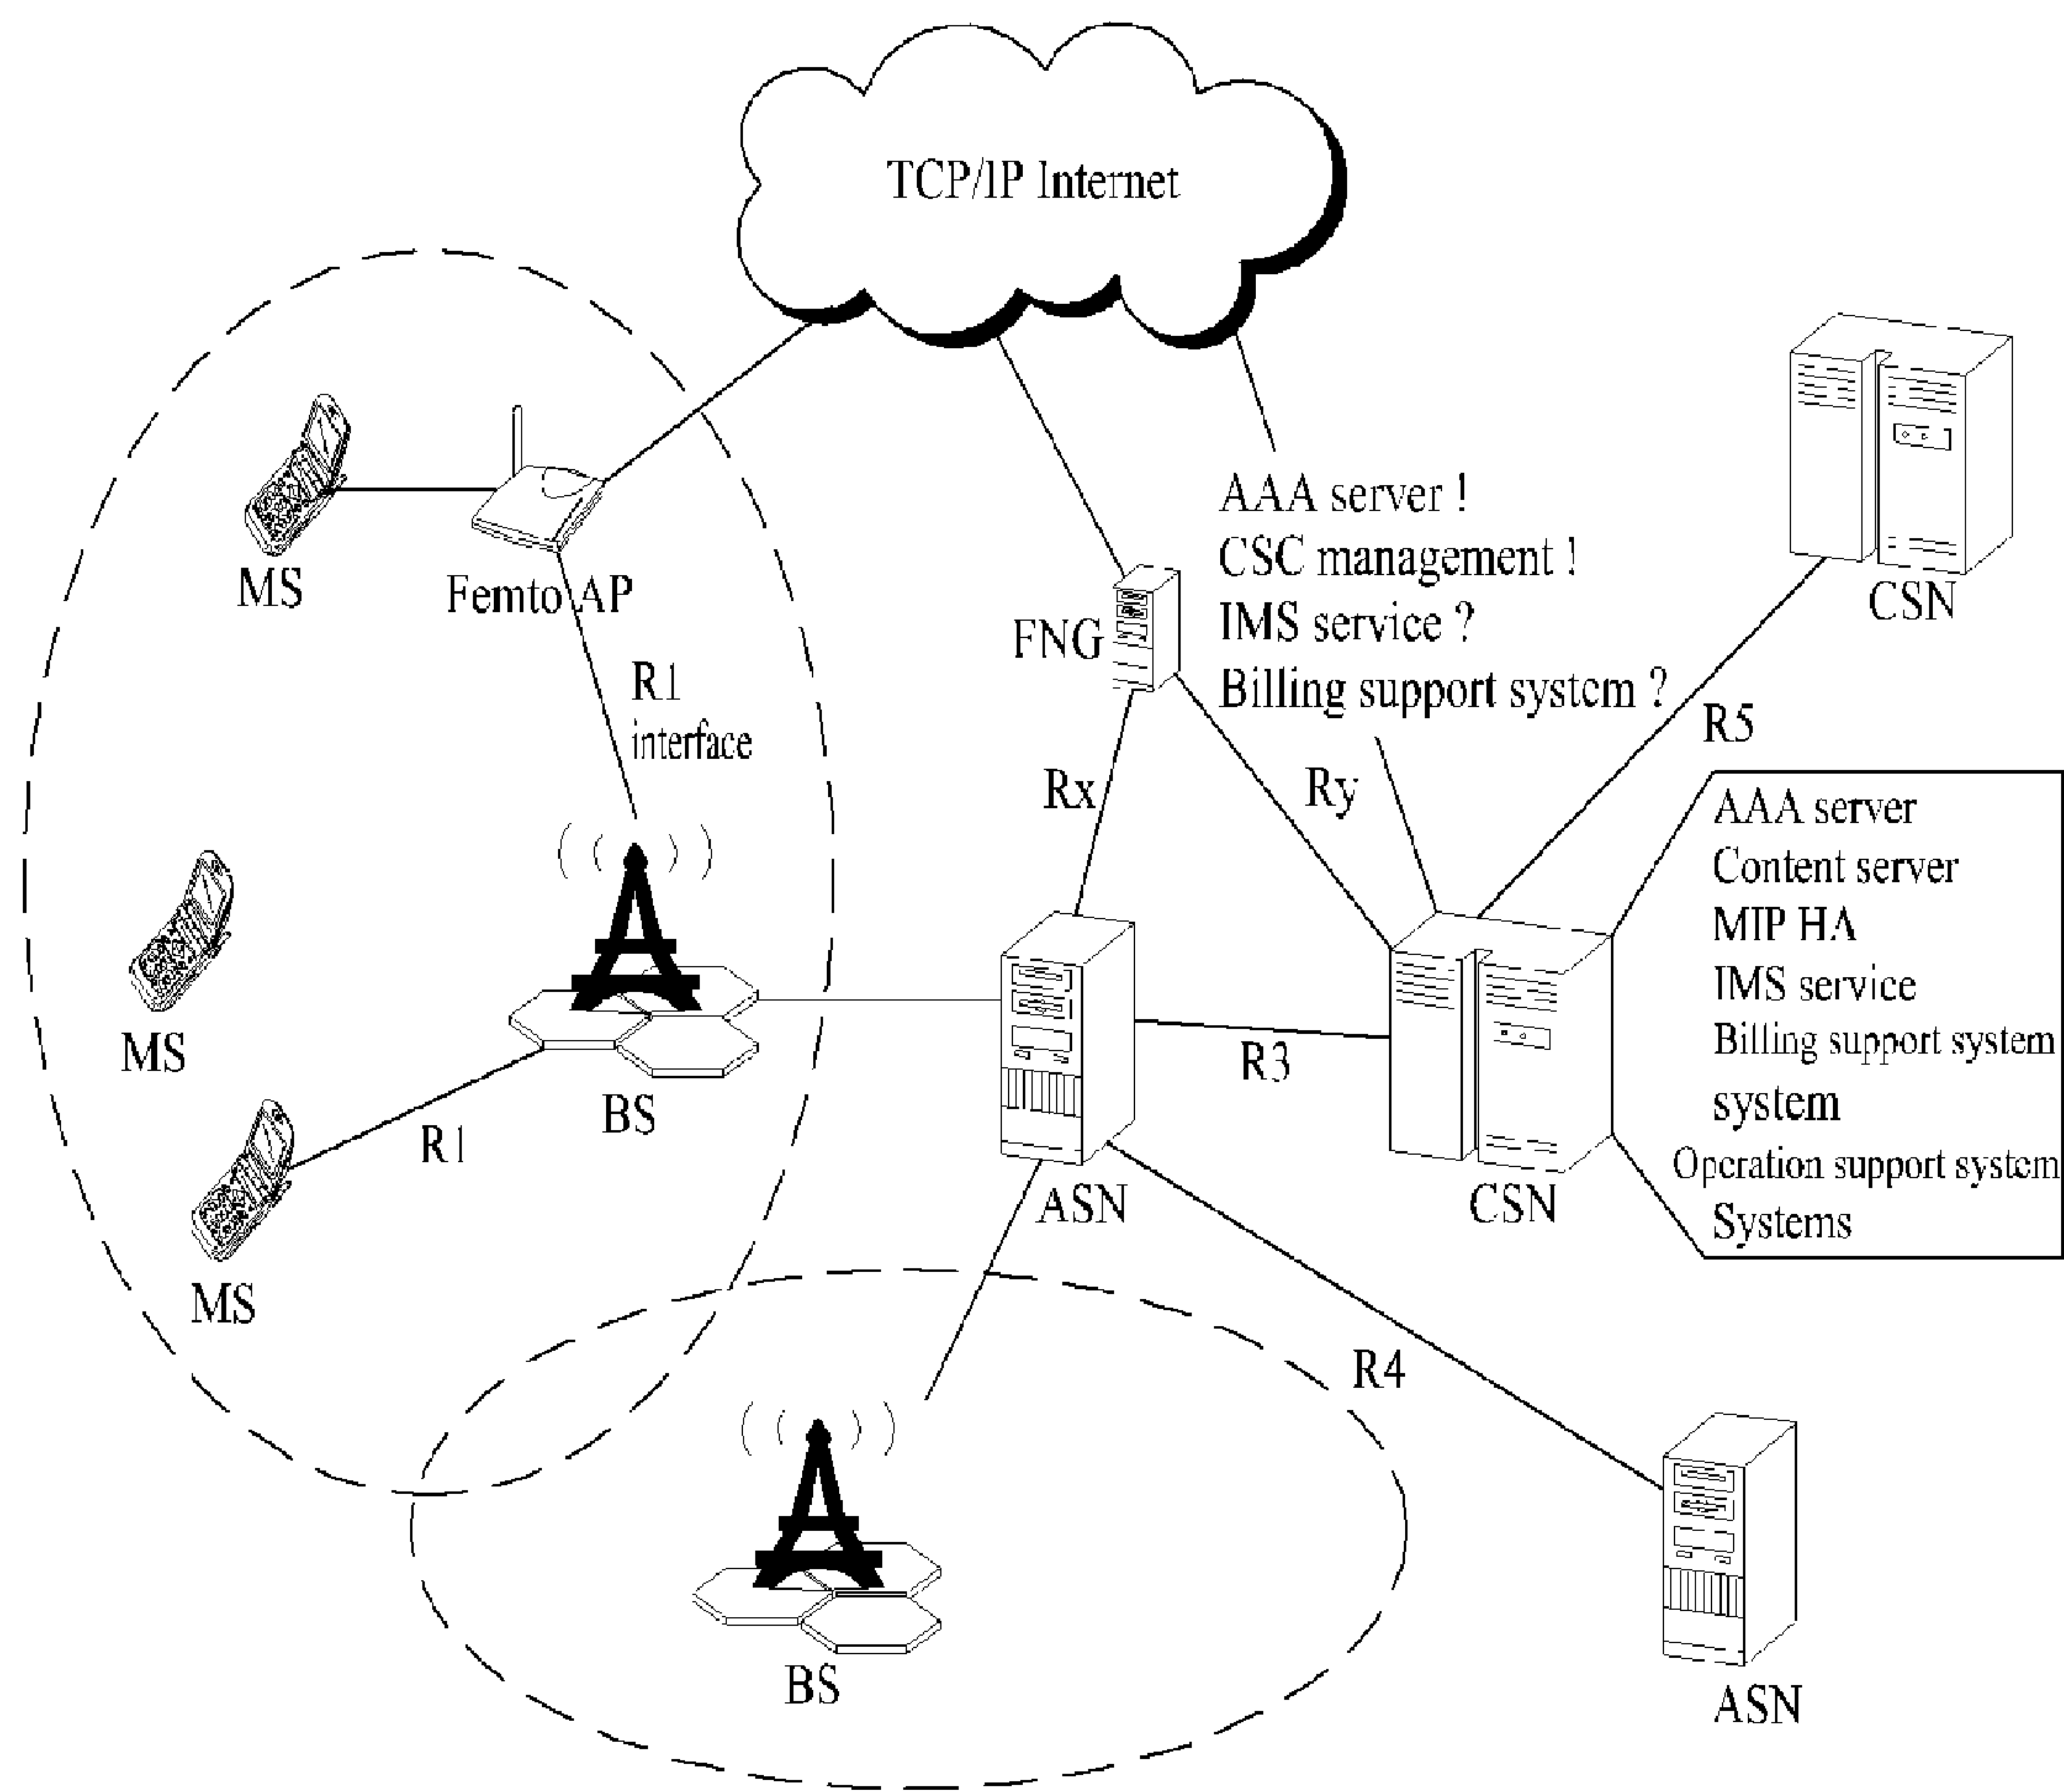 TCP/IP Internet
AAA server !
CSC management !
IMS service ?
Billing support system ?
CSN
MS
Femto AP
FNG
R1
interface
Rx
Ry
R5
AAA server
Content server
MIP HA
IMS service
Billing support system
system
Operation support system
Systems
MS
BS
R1
R3
ASN
CSN
MS
R4
BS
ASN